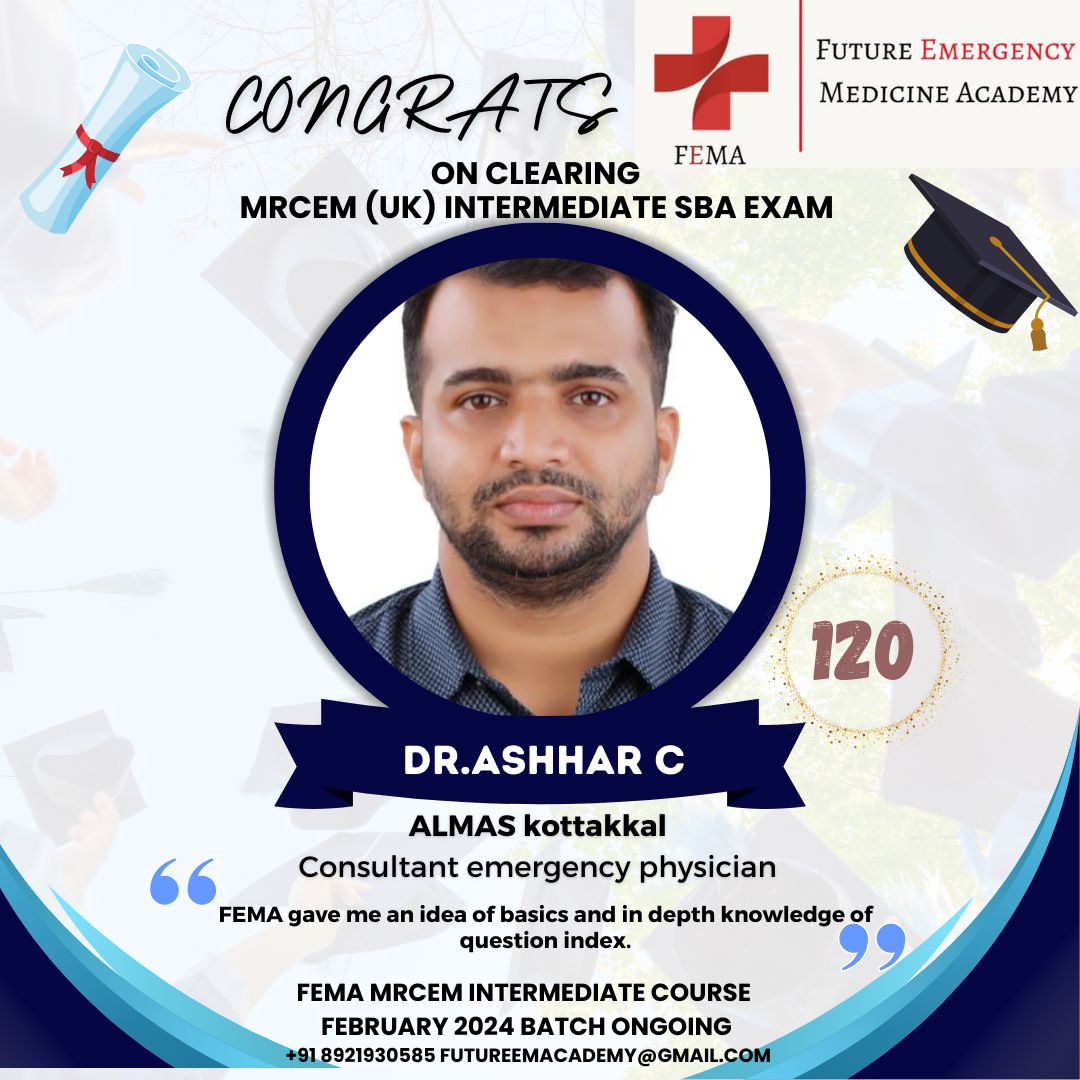 CONGRATS
FEMA
FUTURE EMERGENCY
MEDICINE ACADEMY
ON CLEARING
MRCEM (UK) INTERMEDIATE SBA EXAM
120
DR.ASHHAR C
ALMAS kottakkal
Consultant emergency physician
“
FEMA gave me an idea of basics and in depth knowledge of
question index.
”
FEMA MRCEM INTERMEDIATE COURSE
FEBRUARY 2024 BATCH ONGOING
+91 8921930585 FUTUREEMACADEMY@GMAIL.COM